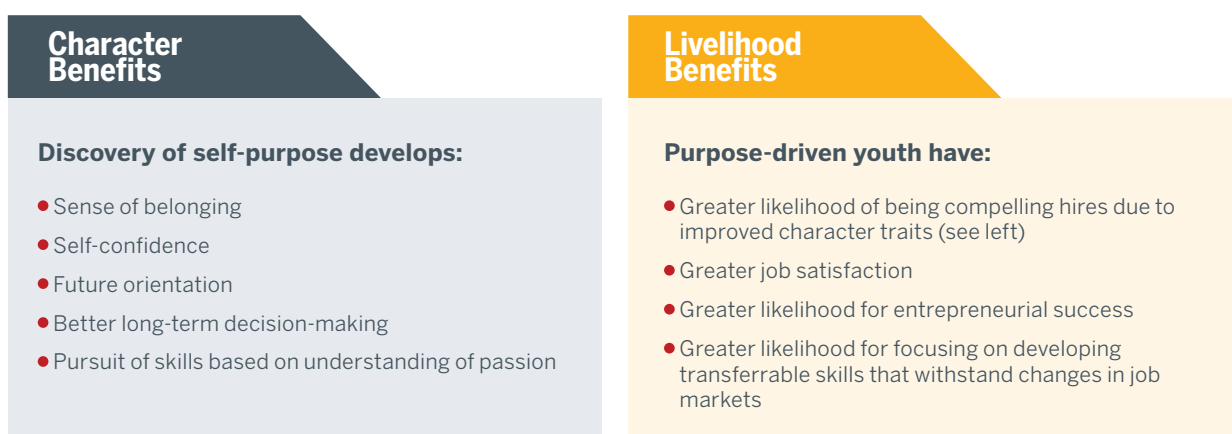 Character
Benefits
Discovery of self-purpose develops:
• Sense of belonging
• Self-confidence
• Future orientation
• Better long-term decision-making
• Pursuit of skills based on understanding of passion
Livelihood
Benefits
Purpose-driven youth have:
• Greater likelihood of being compelling hires due to
improved character traits (see left)
• Greater job satisfaction
• Greater likelihood for entrepreneurial success
• Greater likelihood for focusing on developing
transferrable skills that withstand changes in job
markets